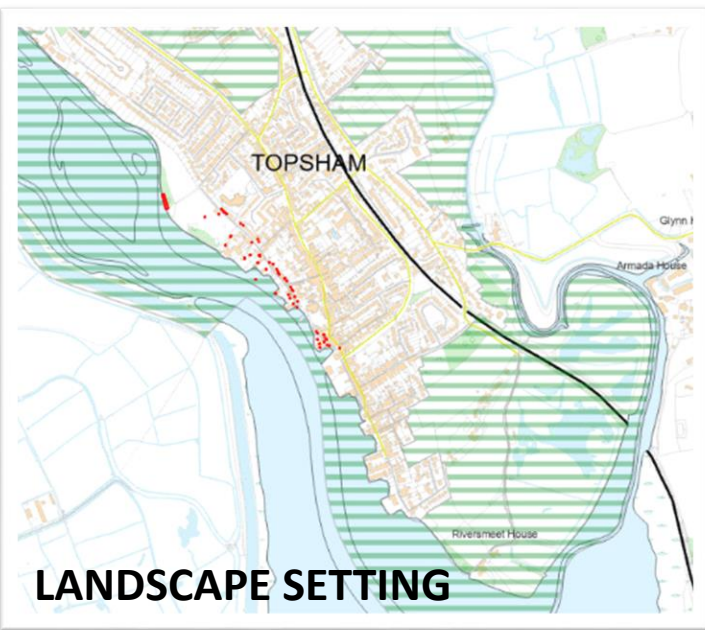 TOPSHAM
Glynn
Armada House
Riversmeet House
LANDSCAPE SETTING